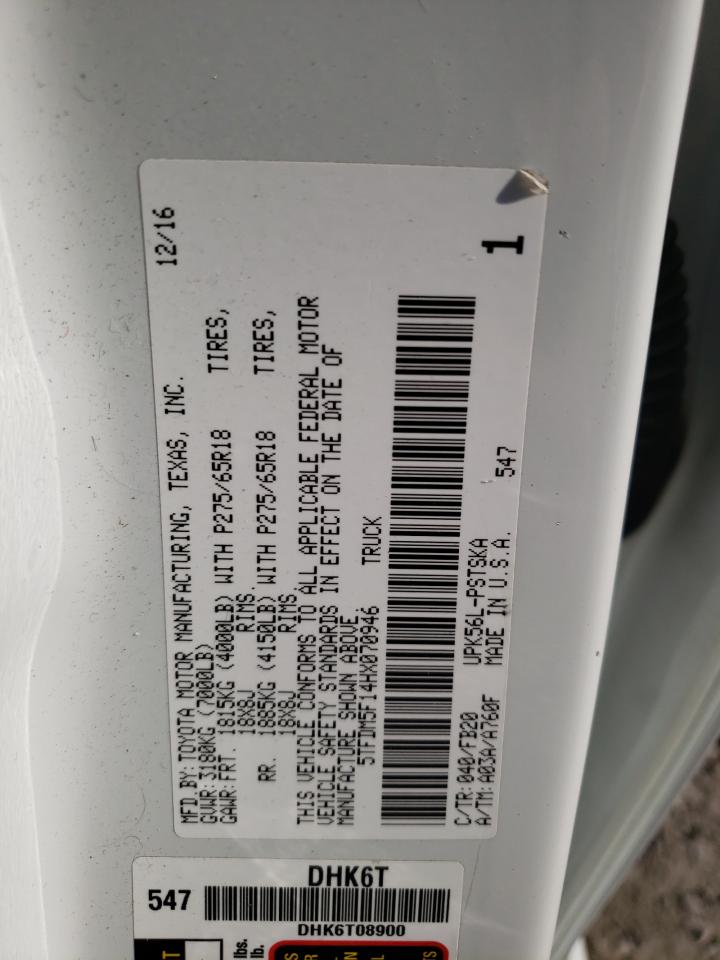 MFD.BY:TOYOTA MOTOR MANUFACTURING, TEXAS, INC. 12/16
GVWR:3180KG (7000LB)
GAWR:FRT. 1815KG (4000LB) WITH P275/65R18 TIRES,
18X8J RIMS.
RR. 1885KG (4150LB) WITH P275/65R18 TIRES,
18X8J RIMS.
THIS VEHICLE CONFORMS TO ALL APPLICABLE FEDERAL MOTOR
VEHICLE SAFETY STANDARDS IN EFFECT ON THE DATE OF
MANUFACTURE SHOWN ABOVE
5TFDM5F14HX070946 TRUCK
C/TR:040/FB20 UPK56L-PSTSKA 547
A/TM:A03A/A760F MADE IN U.S.A.
1
DHK6T
547
DHK6T08900
lbs.
lb.